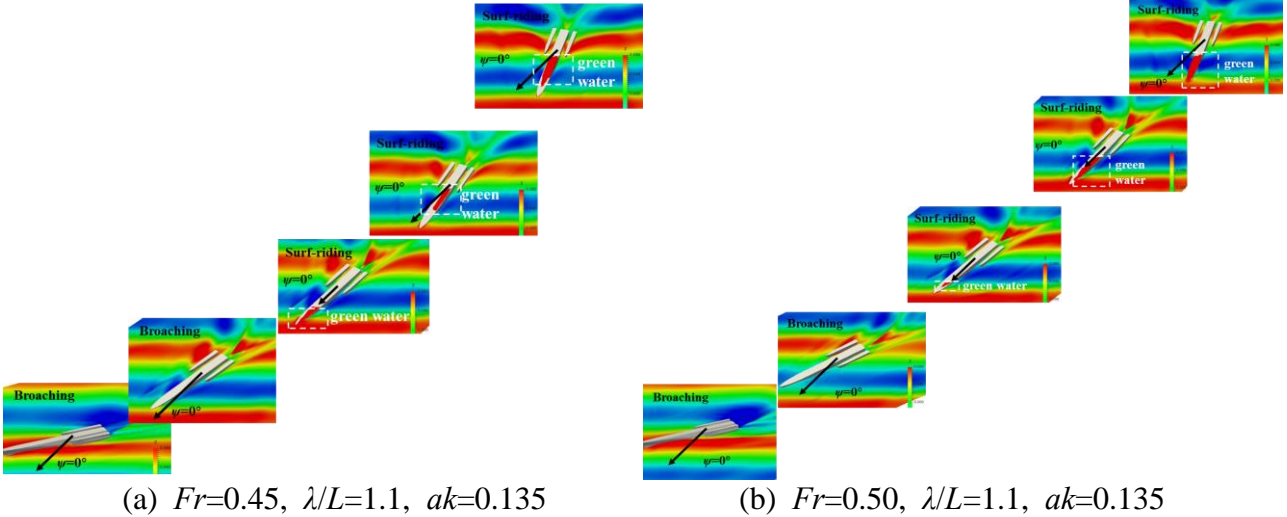 Surf-riding
ψ=0°
green
water
Surf-riding
ψ=0°
green
water
Surf-riding
ψ=0°
green water
Broaching
ψ=0°
Broaching
ψ=0°
(a) Fr=0.45, λ/L=1.1, ak=0.135
Surf-riding
ψ=0°
green
water
Surf-riding
ψ=0°
green
water
Surf-riding
ψ=0°
green water
Broaching
ψ=0°
Broaching
ψ=0°
(b) Fr=0.50, λ/L=1.1, ak=0.135